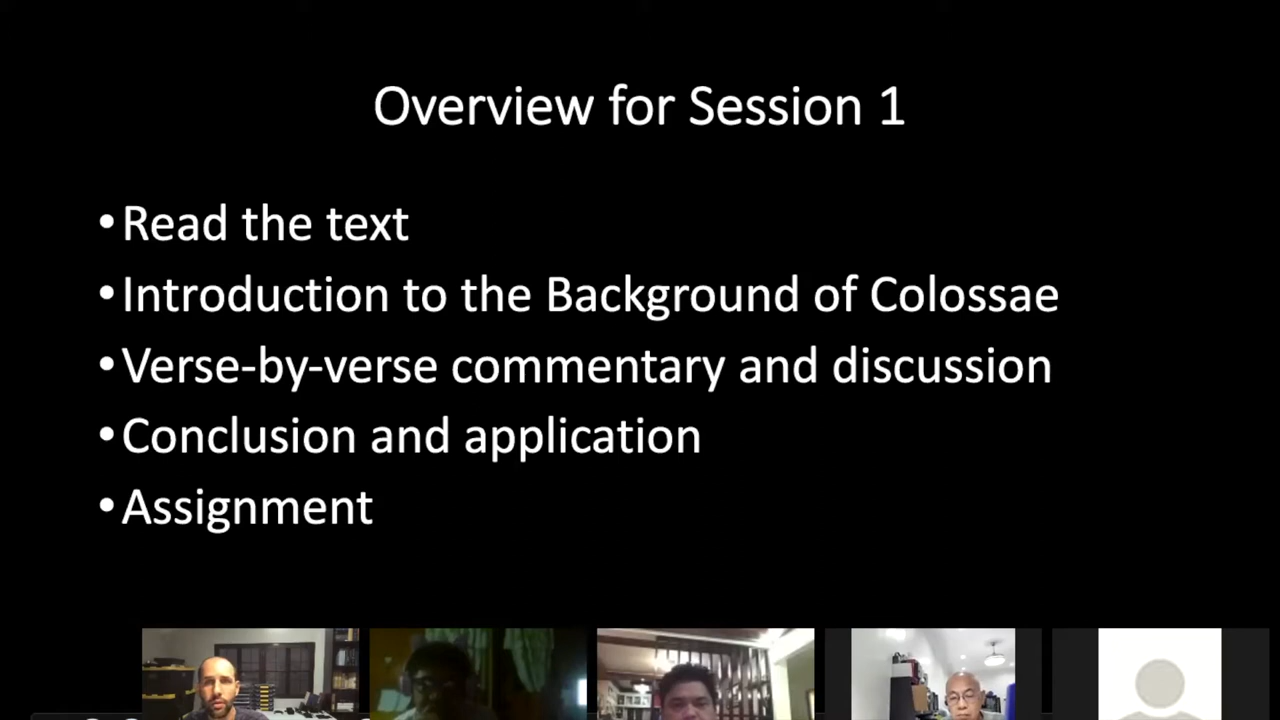 Overview for Session 1
•Read the text
•Introduction to the Background of Colossae
•Verse-by-verse commentary and discussion
•Conclusion and application
•Assignment